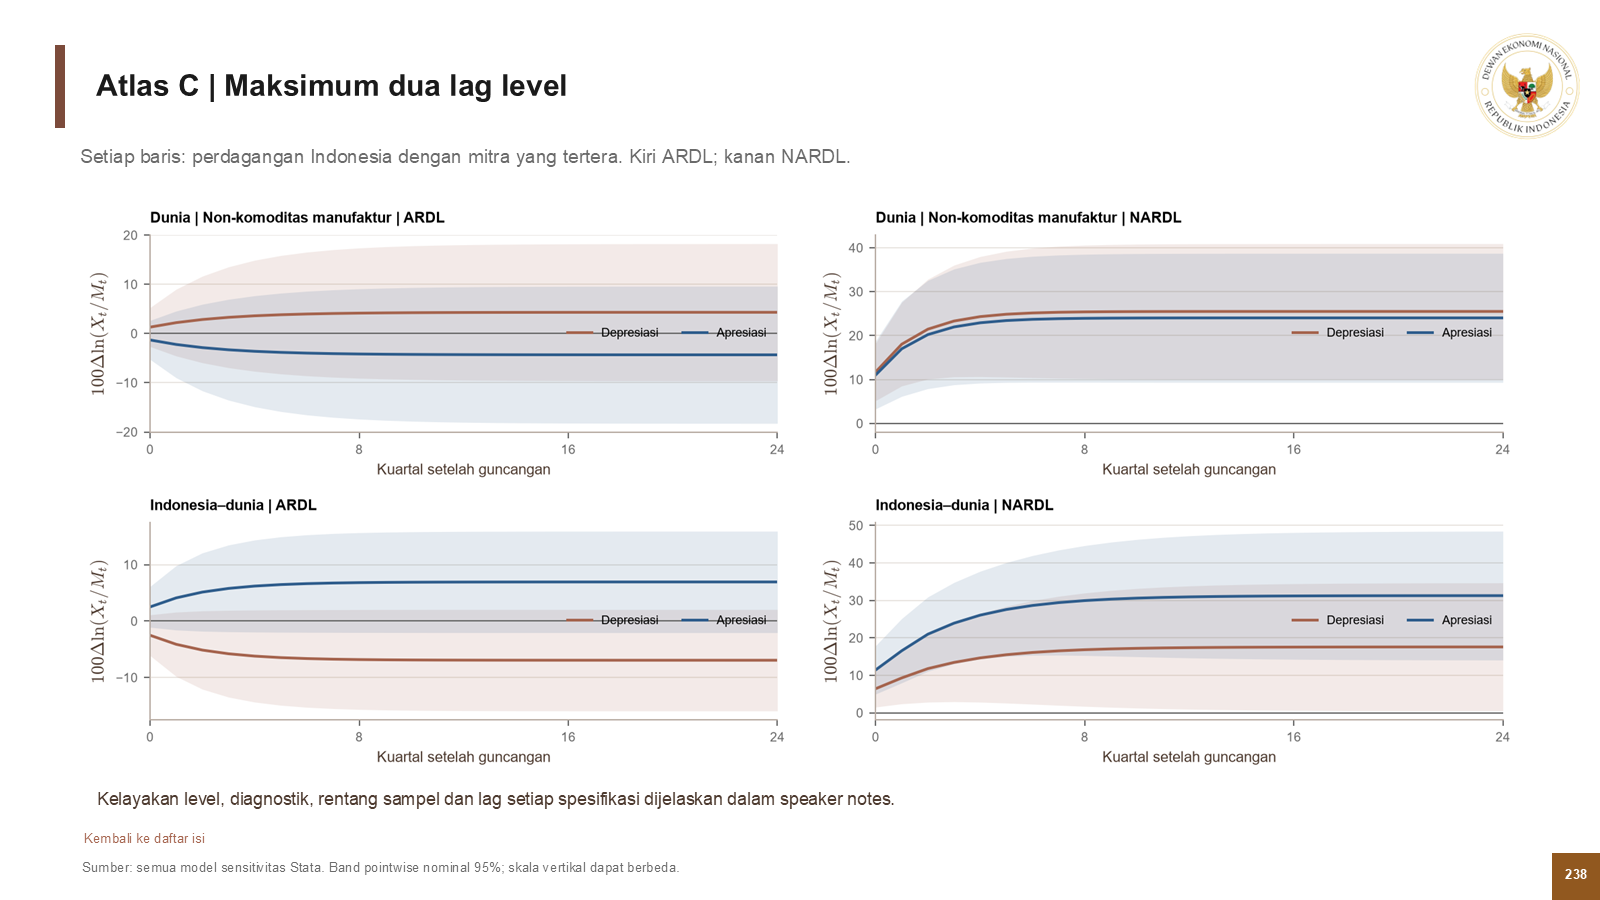 Atlas C | Maksimum dua lag level
DEWAN EKONOMI NASIONAL
REPUBLIK INDONESIA
Setiap baris: perdagangan Indonesia dengan mitra yang tertera. Kiri ARDL; kanan NARDL.
Dunia | Non-komoditas manufaktur | ARDL
100Δln(Xₜ/Mₜ)
20
10
0
−10
−20
Depresiasi
Apresiasi
0 8 16 24
Kuartal setelah guncangan
Dunia | Non-komoditas manufaktur | NARDL
100Δln(Xₜ/Mₜ)
40
30
20
10
0
Depresiasi
Apresiasi
0 8 16 24
Kuartal setelah guncangan
Indonesia–dunia | ARDL
100Δln(Xₜ/Mₜ)
10
0
−10
Depresiasi
Apresiasi
0 8 16 24
Kuartal setelah guncangan
Indonesia–dunia | NARDL
100Δln(Xₜ/Mₜ)
50
40
30
20
10
0
Depresiasi
Apresiasi
0 8 16 24
Kuartal setelah guncangan
Kelayakan level, diagnostik, rentang sampel dan lag setiap spesifikasi dijelaskan dalam speaker notes.
Kembali ke daftar isi
Sumber: semua model sensitivitas Stata. Band pointwise nominal 95%; skala vertikal dapat berbeda.
238